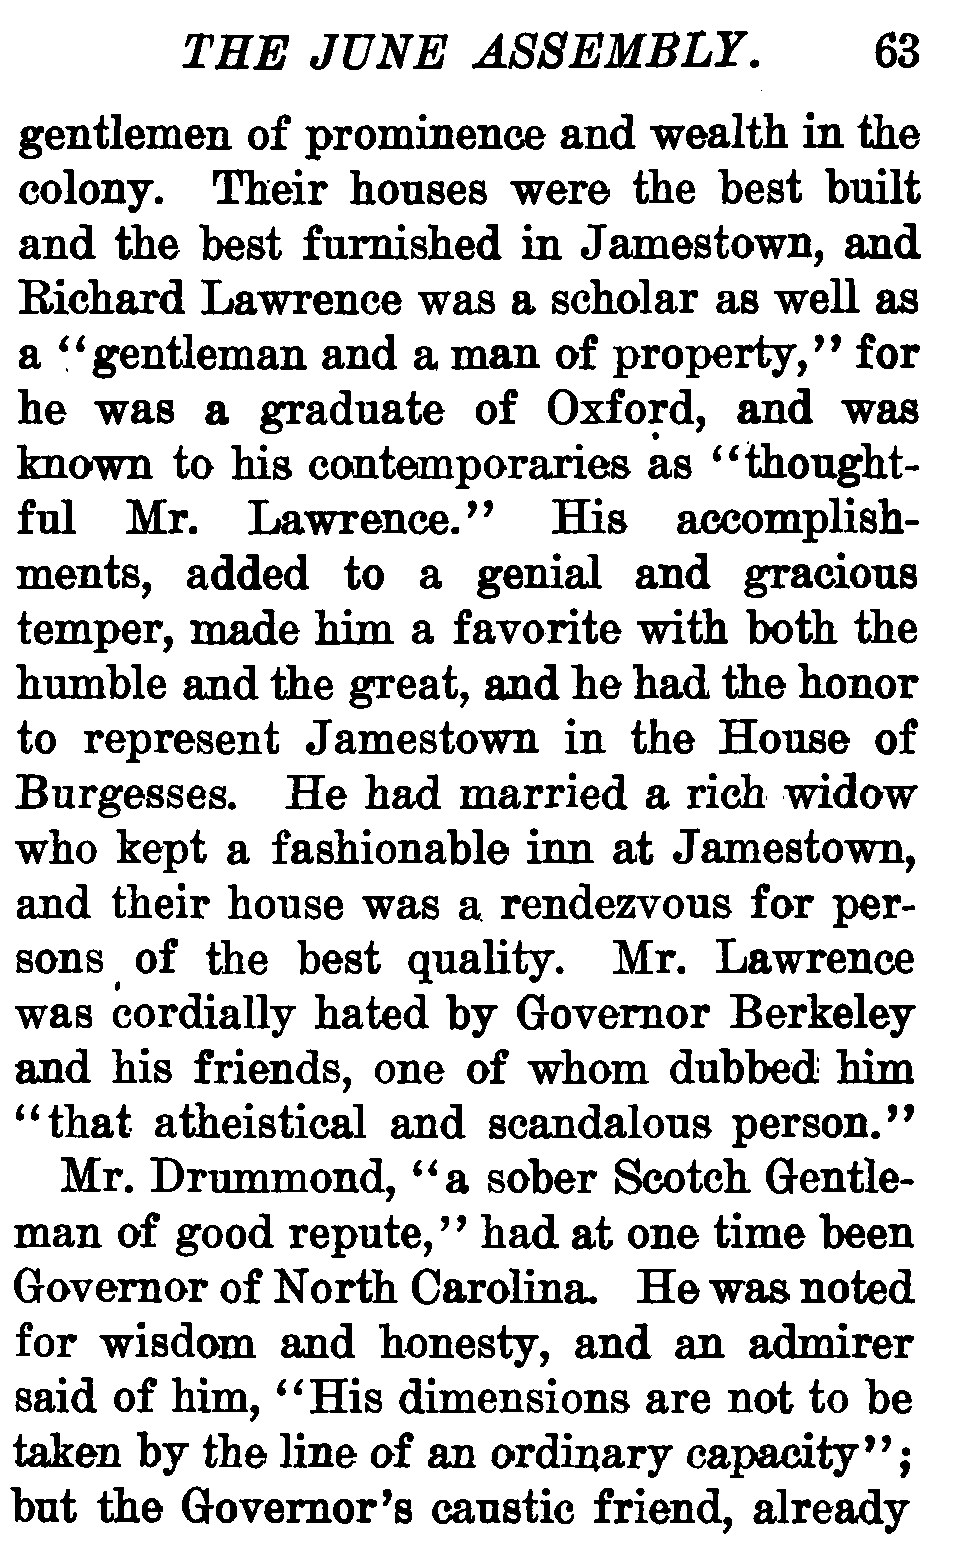 THE JUNE ASSEMBLY. 63
gentlemen of prominence and wealth in the
colony. Their houses were the best built
and the best furnished in Jamestown, and
Richard Lawrence was a scholar as well as
a "gentleman and a man of property," for
he was a graduate of Oxford, and was
known to his contemporaries as "thought-
ful Mr. Lawrence." His accomplish-
ments, added to a genial and gracious
temper, made him a favorite with both the
humble and the great, and he had the honor
to represent Jamestown in the House of
Burgesses. He had married a rich widow
who kept a fashionable inn at Jamestown,
and their house was a rendezvous for per-
sons of the best quality. Mr. Lawrence
was cordially hated by Governor Berkeley
and his friends, one of whom dubbed him
"that atheistical and scandalous person."
Mr. Drummond, "a sober Scotch Gentle-
man of good repute," had at one time been
Governor of North Carolina. He was noted
for wisdom and honesty, and an admirer
said of him, "His dimensions are not to be
taken by the line of an ordinary capacity";
but the Governor's caustic friend, already